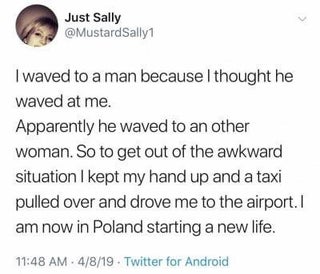 Just Sally
@MustardSally1
I waved to a man because I thought he
waved at me.
Apparently he waved to an other
woman. So to get out of the awkward
situation I kept my hand up and a taxi
pulled over and drove me to the airport. I
am now in Poland starting a new life.
11:48 AM · 4/8/19 · Twitter for Android